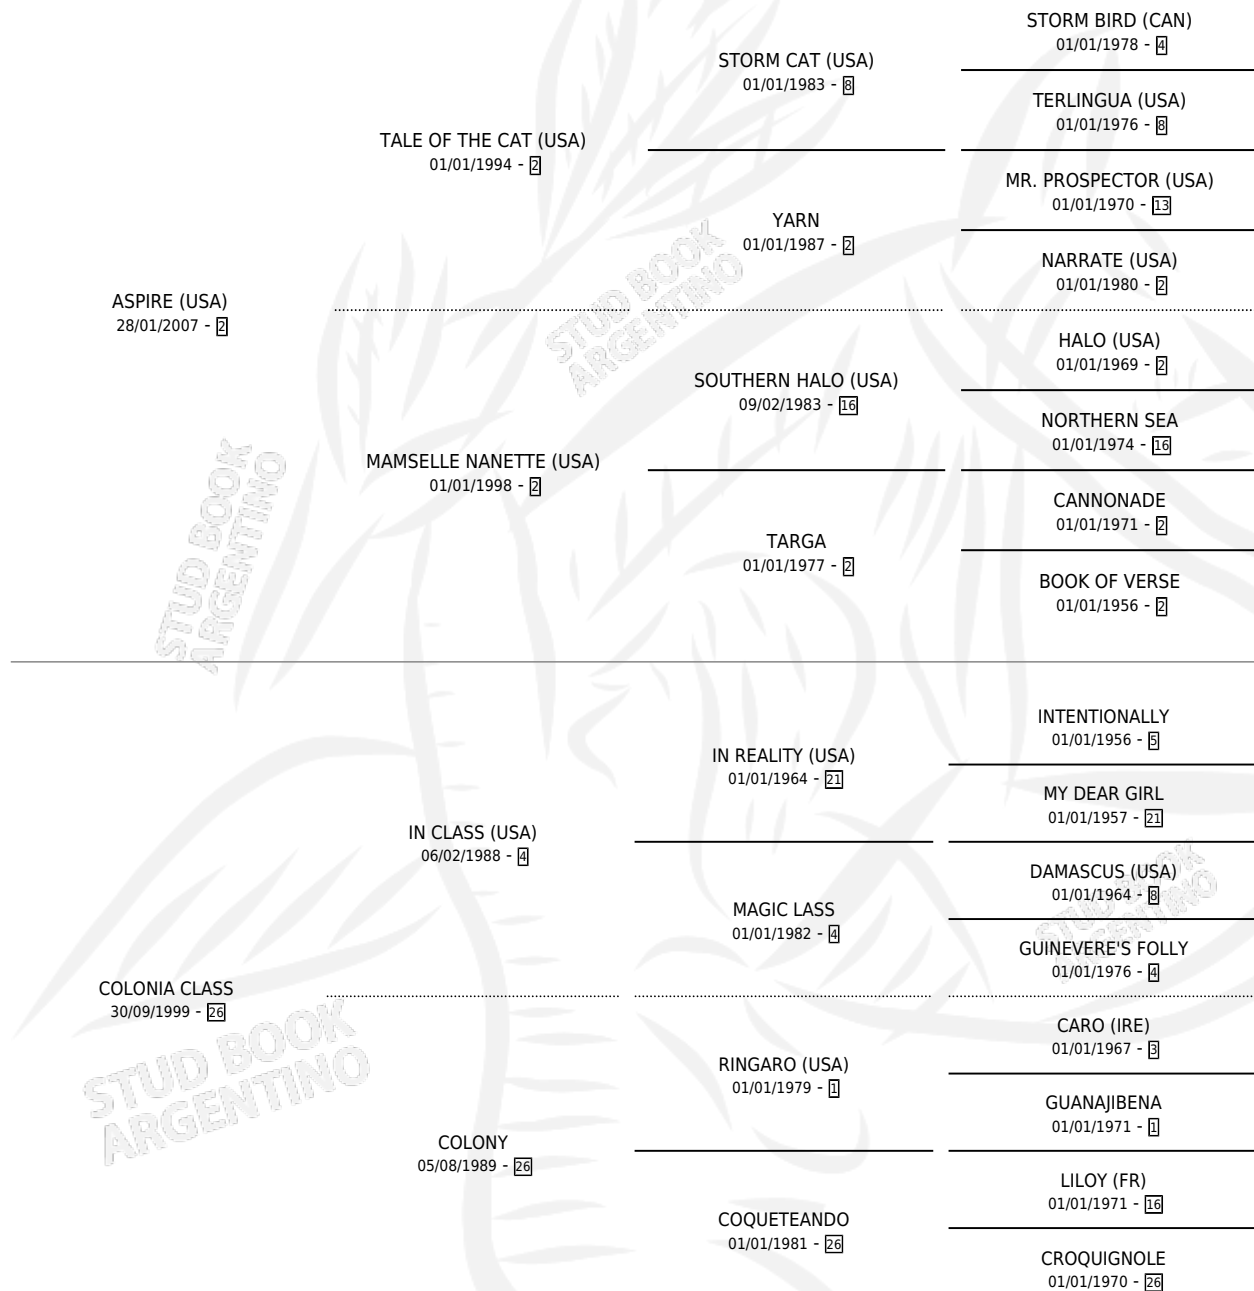 STORM BIRD (CAN)
01/01/1978 - 4
STORM CAT (USA)
01/01/1983 - 8
TERLINGUA (USA)
01/01/1976 - 8
TALE OF THE CAT (USA)
01/01/1994 - 2
MR. PROSPECTOR (USA)
01/01/1970 - 13
YARN
01/01/1987 - 2
NARRATE (USA)
01/01/1980 - 2
ASPIRE (USA)
28/01/2007 - 2
HALO (USA)
01/01/1969 - 2
SOUTHERN HALO (USA)
09/02/1983 - 16
NORTHERN SEA
01/01/1974 - 16
MAMSELLE NANETTE (USA)
01/01/1998 - 2
CANNONADE
01/01/1971 - 2
TARGA
01/01/1977 - 2
BOOK OF VERSE
01/01/1956 - 2
STUD BOOK
ARGENTINO
STUD BOOK
ARGENTINO
INTENTIONALLY
01/01/1956 - 5
IN REALITY (USA)
01/01/1964 - 21
MY DEAR GIRL
01/01/1957 - 21
IN CLASS (USA)
06/02/1988 - 4
DAMASCUS (USA)
01/01/1964 - 8
MAGIC LASS
01/01/1982 - 4
GUINEVERE'S FOLLY
01/01/1976 - 4
COLONIA CLASS
30/09/1999 - 26
CARO (IRE)
01/01/1967 - 3
RINGARO (USA)
01/01/1979 - 1
GUANAJIBENA
01/01/1971 - 1
COLONY
05/08/1989 - 26
LILOY (FR)
01/01/1971 - 16
COQUETEANDO
01/01/1981 - 26
CROQUIGNOLE
01/01/1970 - 26
STUD BOOK
ARGENTINO
STUD BOOK
ARGENTINO